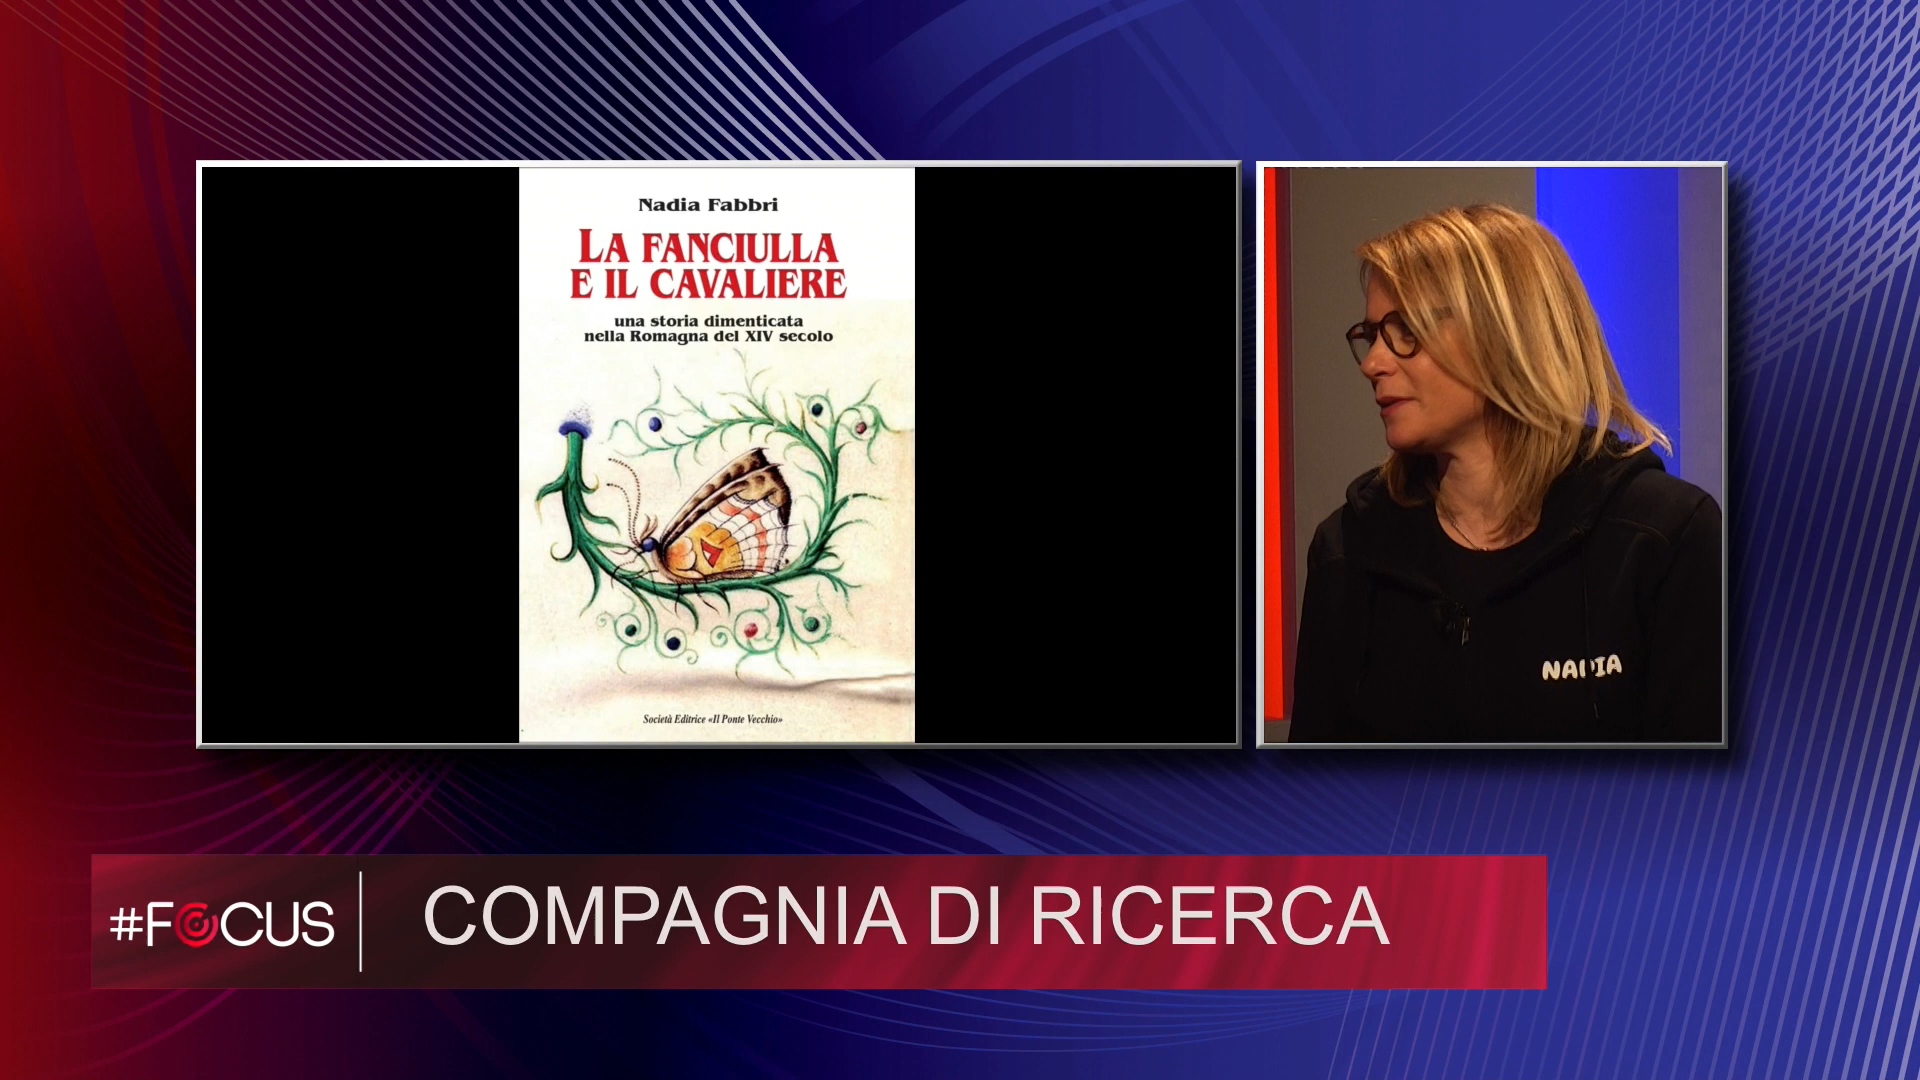 Nadia Fabbri
LA FANCIULLA
E IL CAVALIERE
una storia dimenticata
nella Romagna del XIV secolo
Società Editrice «Il Ponte Vecchio»
NADIA
#FOCUS
COMPAGNIA DI RICERCA